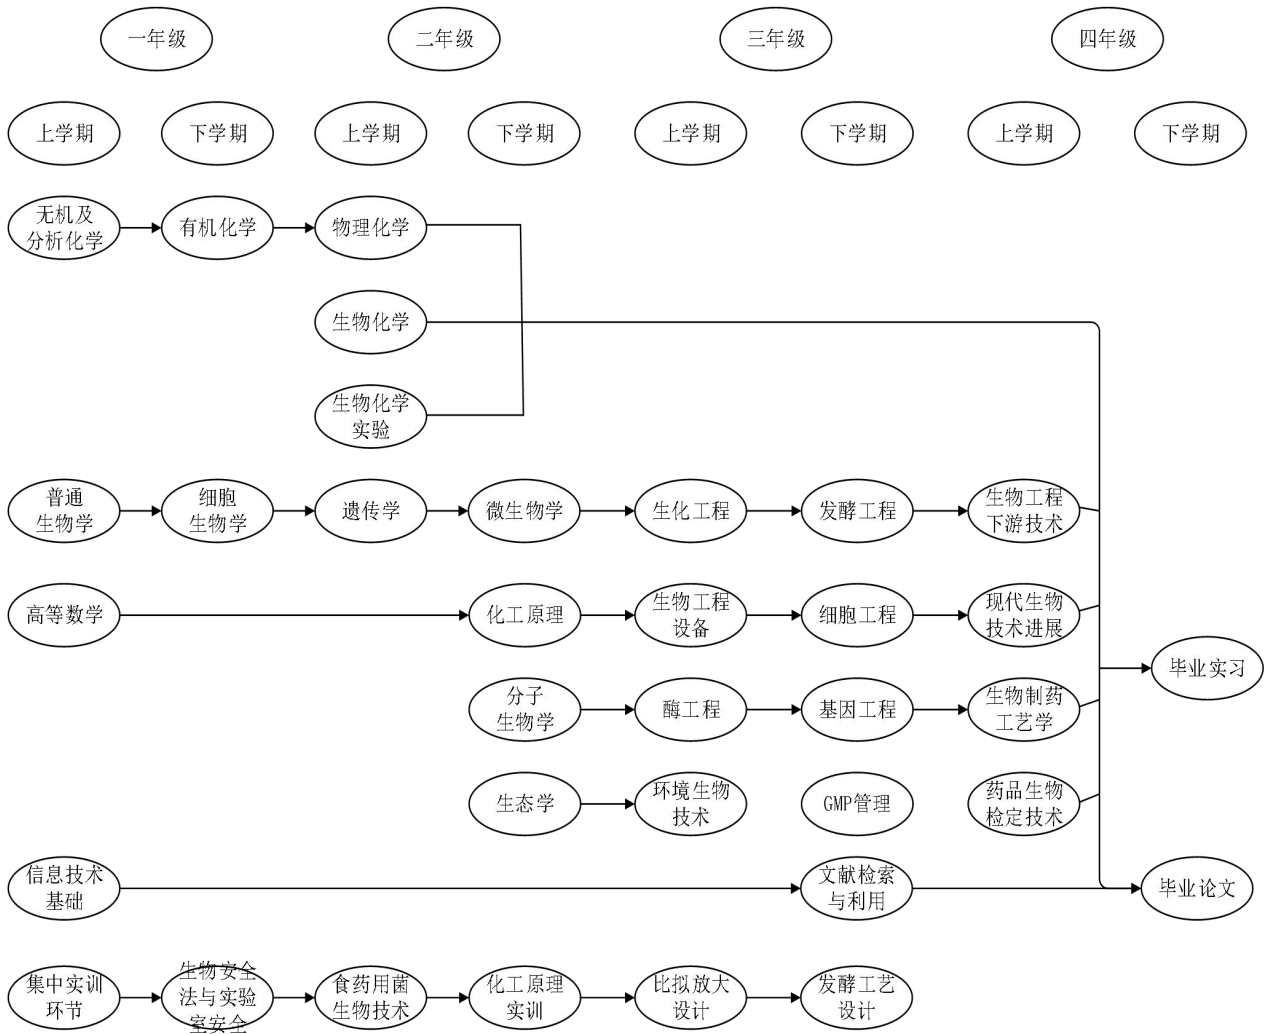 一年级
二年级
三年级
四年级
上学期
下学期
上学期
下学期
上学期
下学期
上学期
下学期
无机及
分析化学
有机化学
物理化学
生物化学
生物化学
实验
普通
生物学
细胞
生物学
遗传学
微生物学
生化工程
发酵工程
生物工程
下游技术
高等数学
化工原理
生物工程
设备
细胞工程
现代生物
技术进展
毕业实习
分子
生物学
酶工程
基因工程
生物制药
工艺学
生态学
环境生物
技术
GMP管理
药品生物
检定技术
信息技术
基础
文献检索
与利用
毕业论文
集中实训
环节
生物安全
法与实验
室安全
食药用菌
生物技术
化工原理
实训
比拟放大
设计
发酵工艺
设计